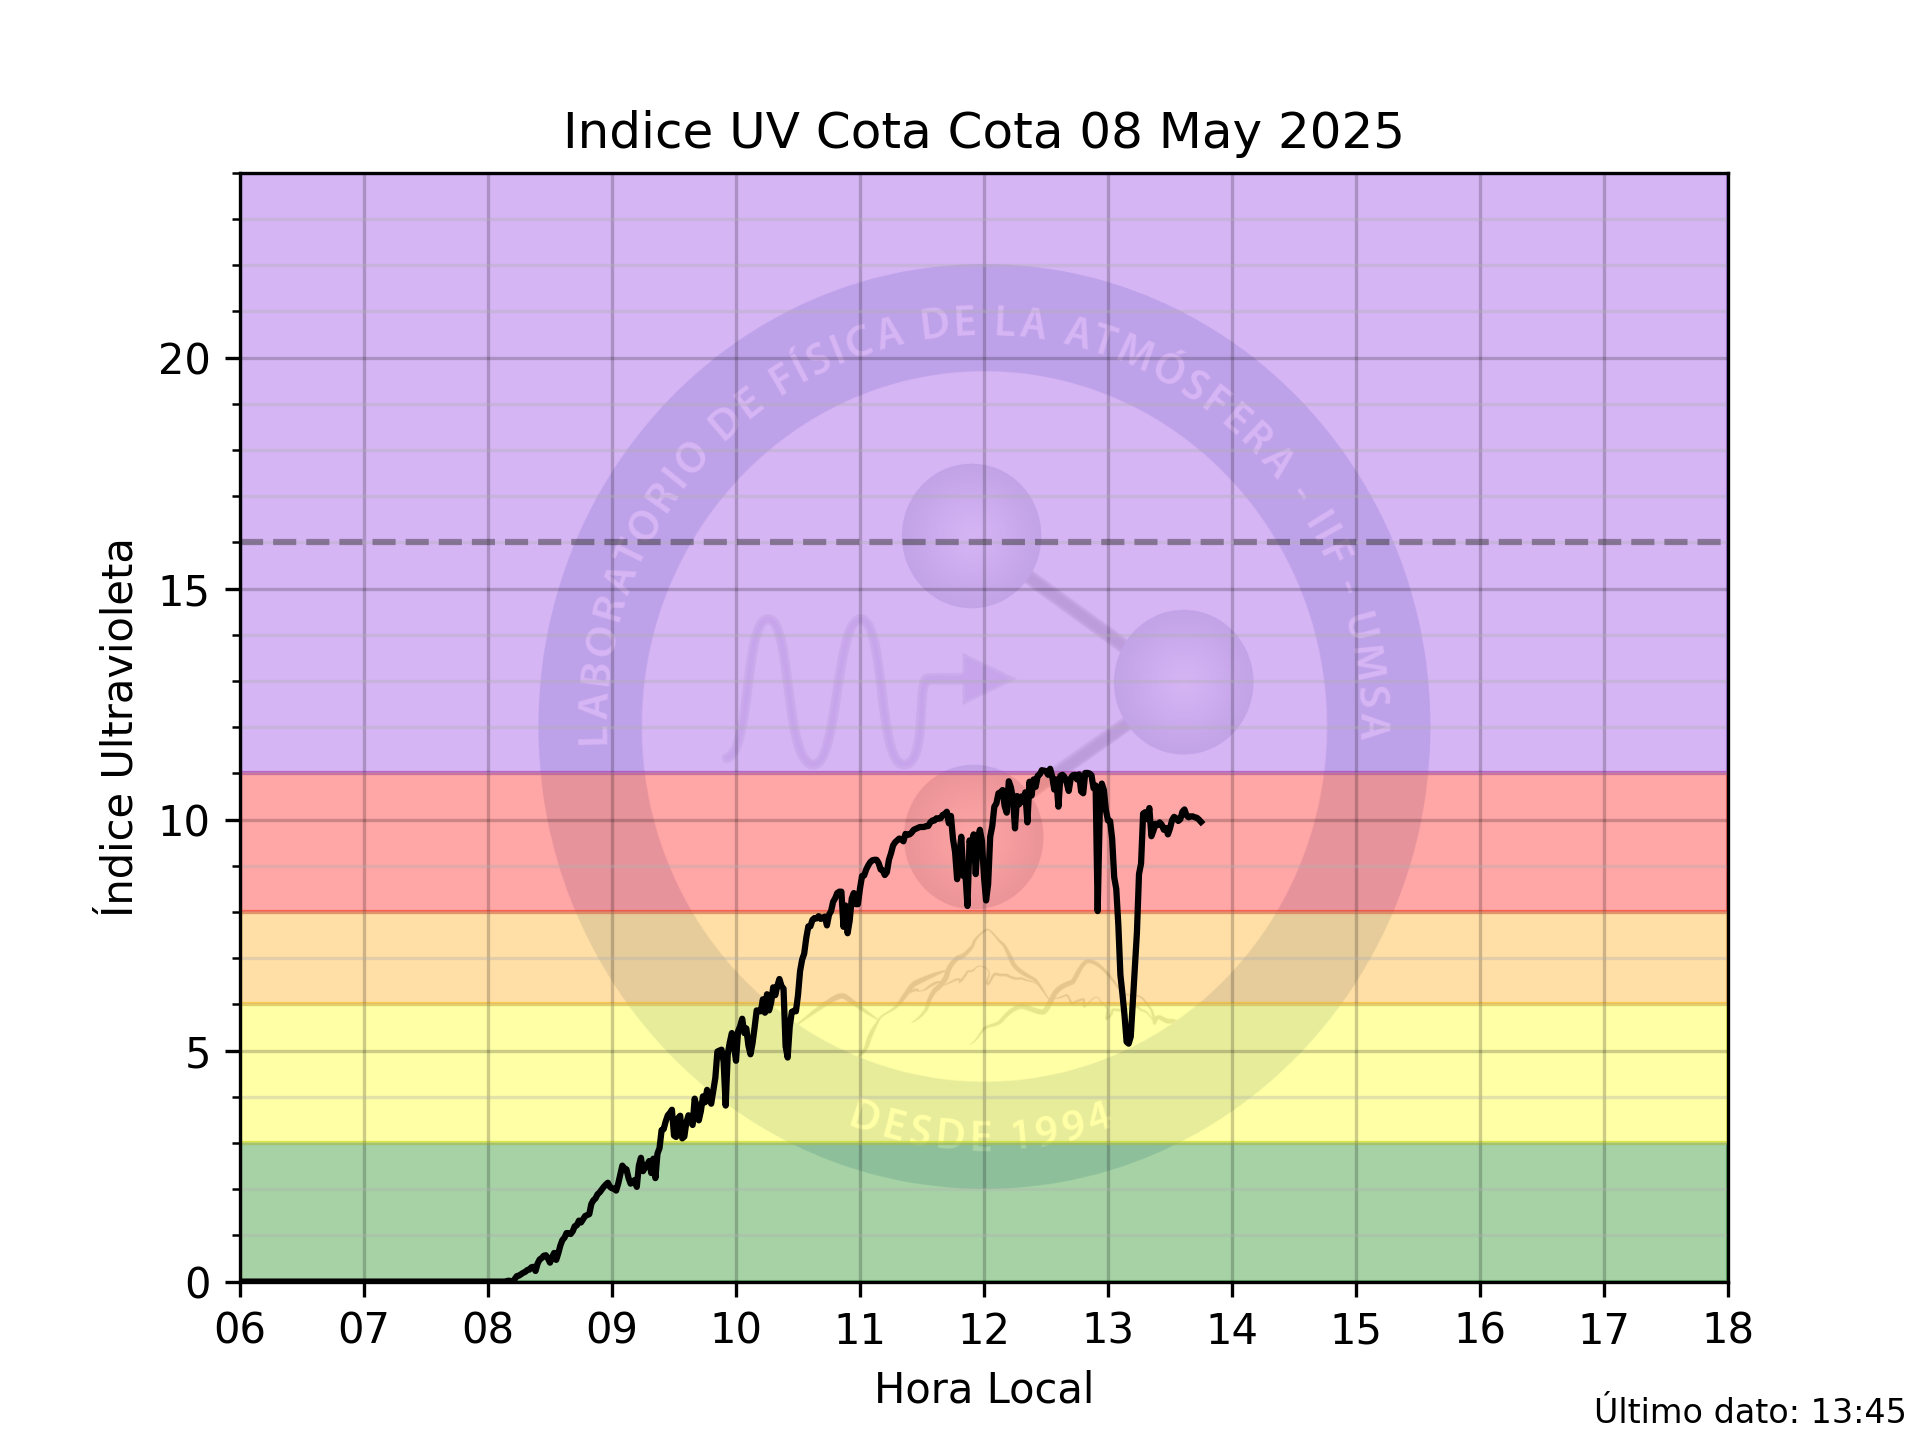 Indice UV Cota Cota 08 May 2025
Índice Ultravioleta
20
15
10
5
0
LABORATORIO DE FÍSICA DE LA ATMÓSFERA - IIF - UMSA
DESDE 1994
06 07 08 09 10 11 12 13 14 15 16 17 18
Hora Local
Último dato: 13:45